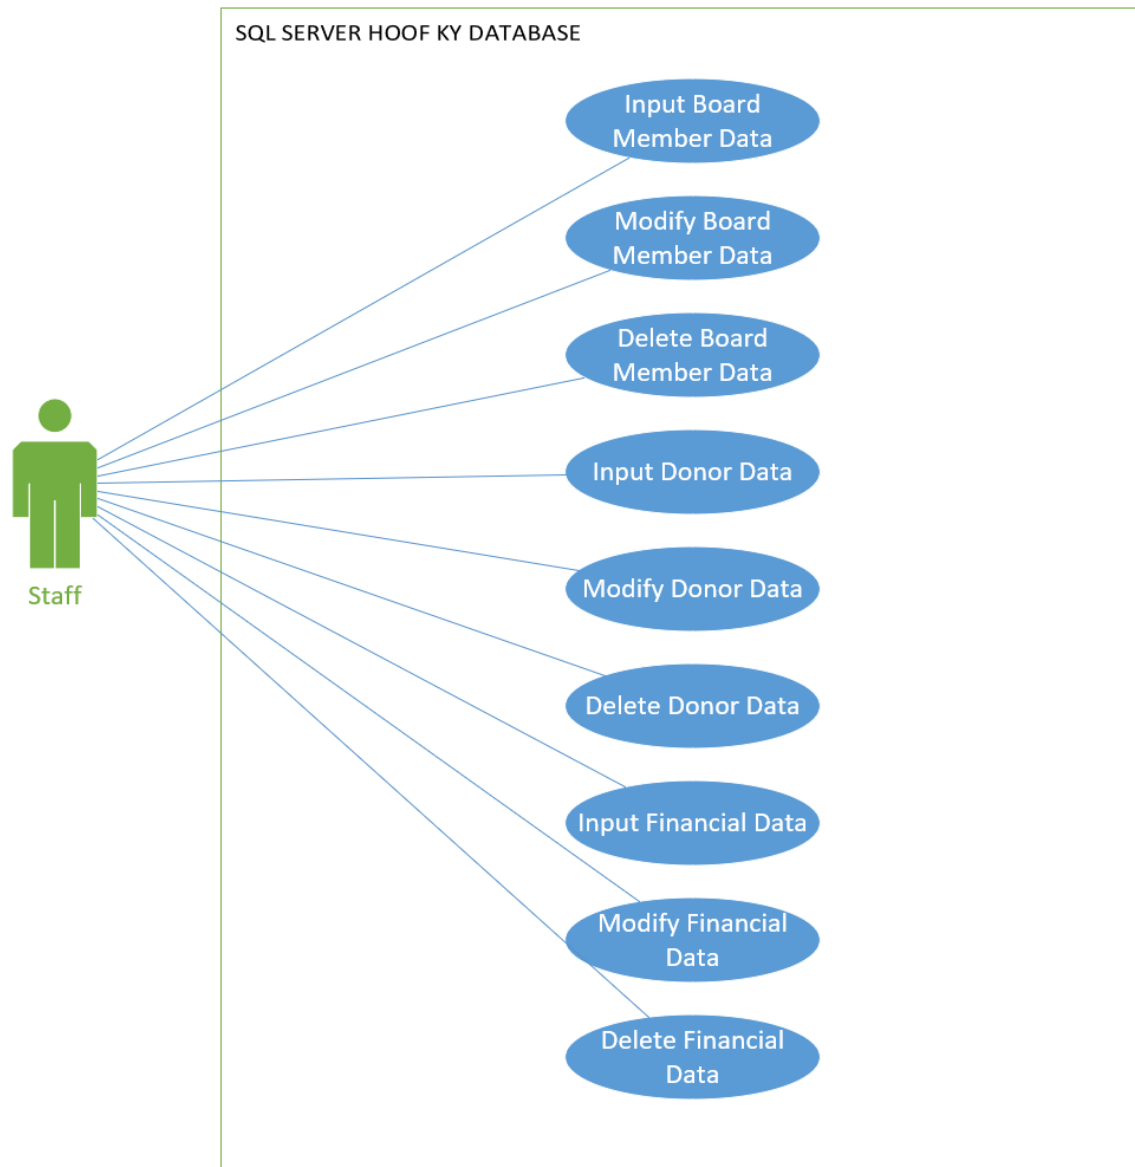 SQL SERVER HOOF KY DATABASE
Input Board
Member Data
Modify Board
Member Data
Delete Board
Member Data
Input Donor Data
Modify Donor Data
Staff
Delete Donor Data
Input Financial Data
Modify Financial
Data
Delete Financial
Data